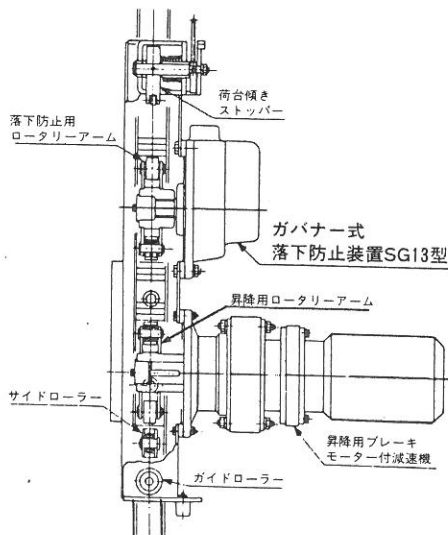 荷台傾き
ストッパー
落下防止用
ロータリーアーム
ガバナー式
落下防止装置SG13型
昇降用ロータリーアーム
サイドローラー
昇降用ブレーキ
モーター付減速機
ガイドローラー